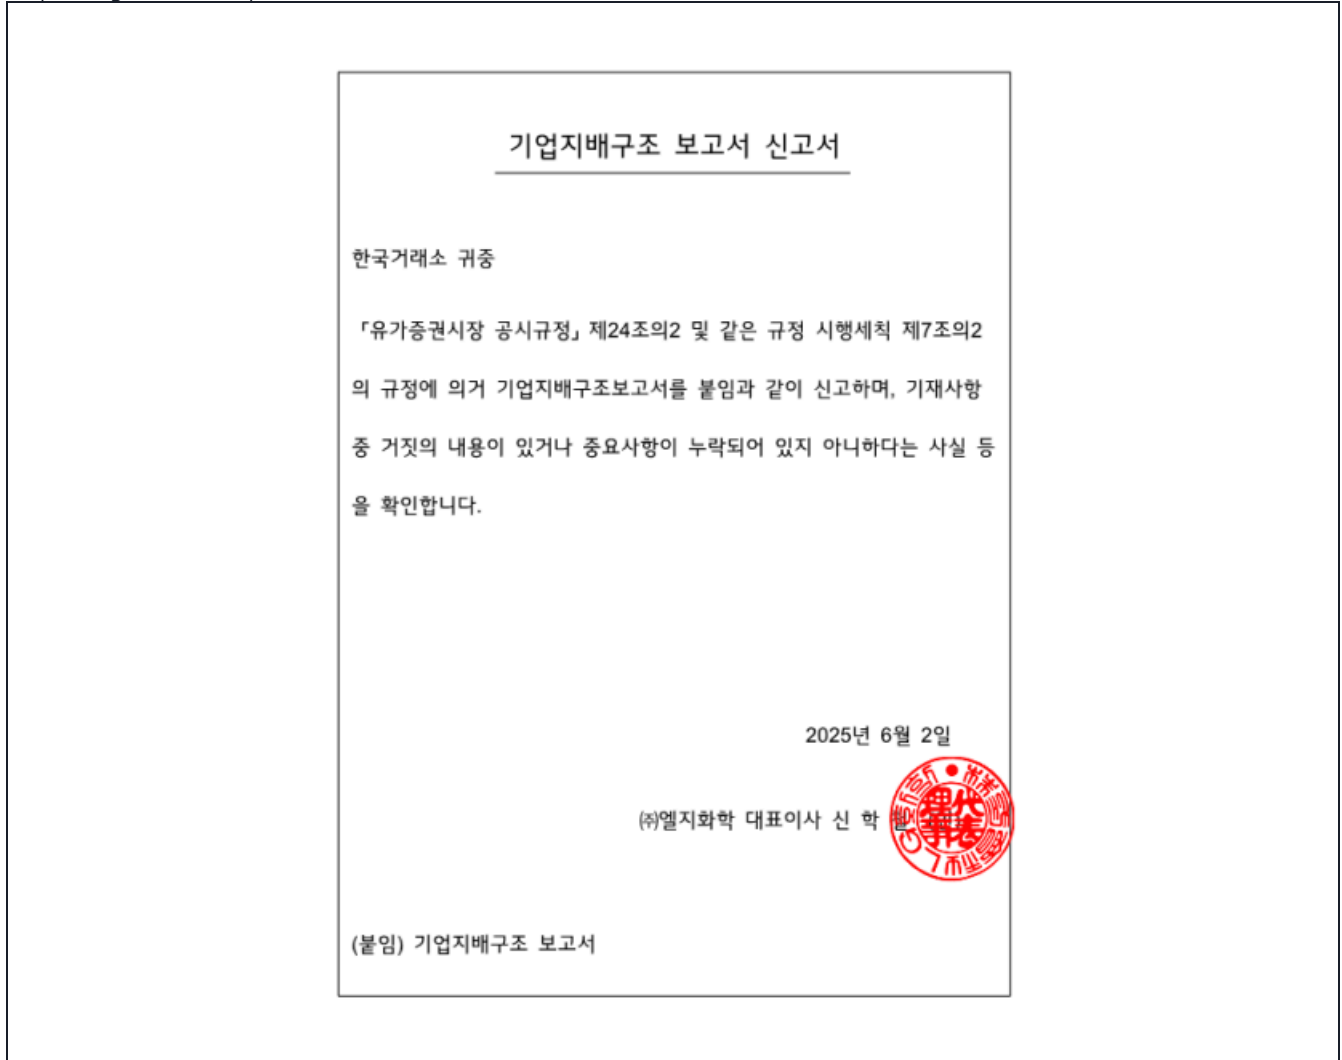 기업지배구조 보고서 신고서
한국거래소 귀중
「유가증권시장 공시규정」 제24조의2 및 같은 규정 시행세칙 제7조의2
의 규정에 의거 기업지배구조보고서를 붙임과 같이 신고하며, 기재사항
중 거짓의 내용이 있거나 중요사항이 누락되어 있지 아니하다는 사실 등
을 확인합니다.
2025년 6월 2일
㈜엘지화학 대표이사 신 학
代表
理事
(붙임) 기업지배구조 보고서